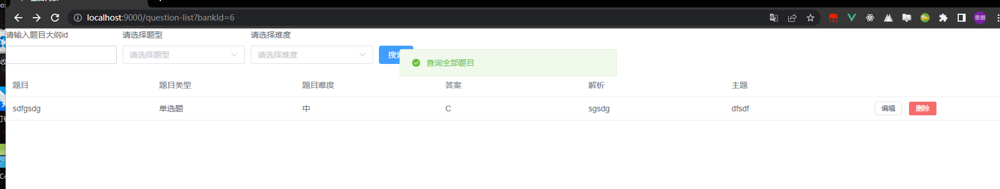 localhost:9000/question-list?bankId=6
思朋
请输入题目大纲id
请选择题型
请选择难度
请选择题型
请选择难度
搜索
查询全部题目
题目
题目类型
题目难度
答案
解析
主题
sdfgsdg
单选题
中
C
sgsdg
dfsdf
编辑
删除